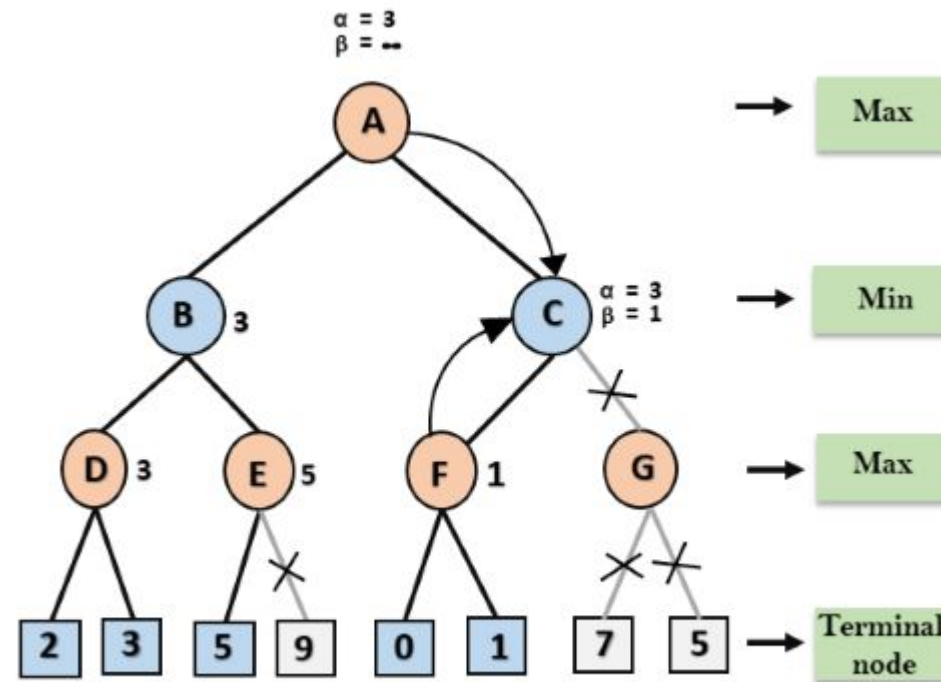 α = 3
β = ∞
A
Max
B
3
C
α = 3
β = 1
Min
D
3
E
5
F
1
G
Max
2
3
5
9
0
1
7
5
Terminal
node